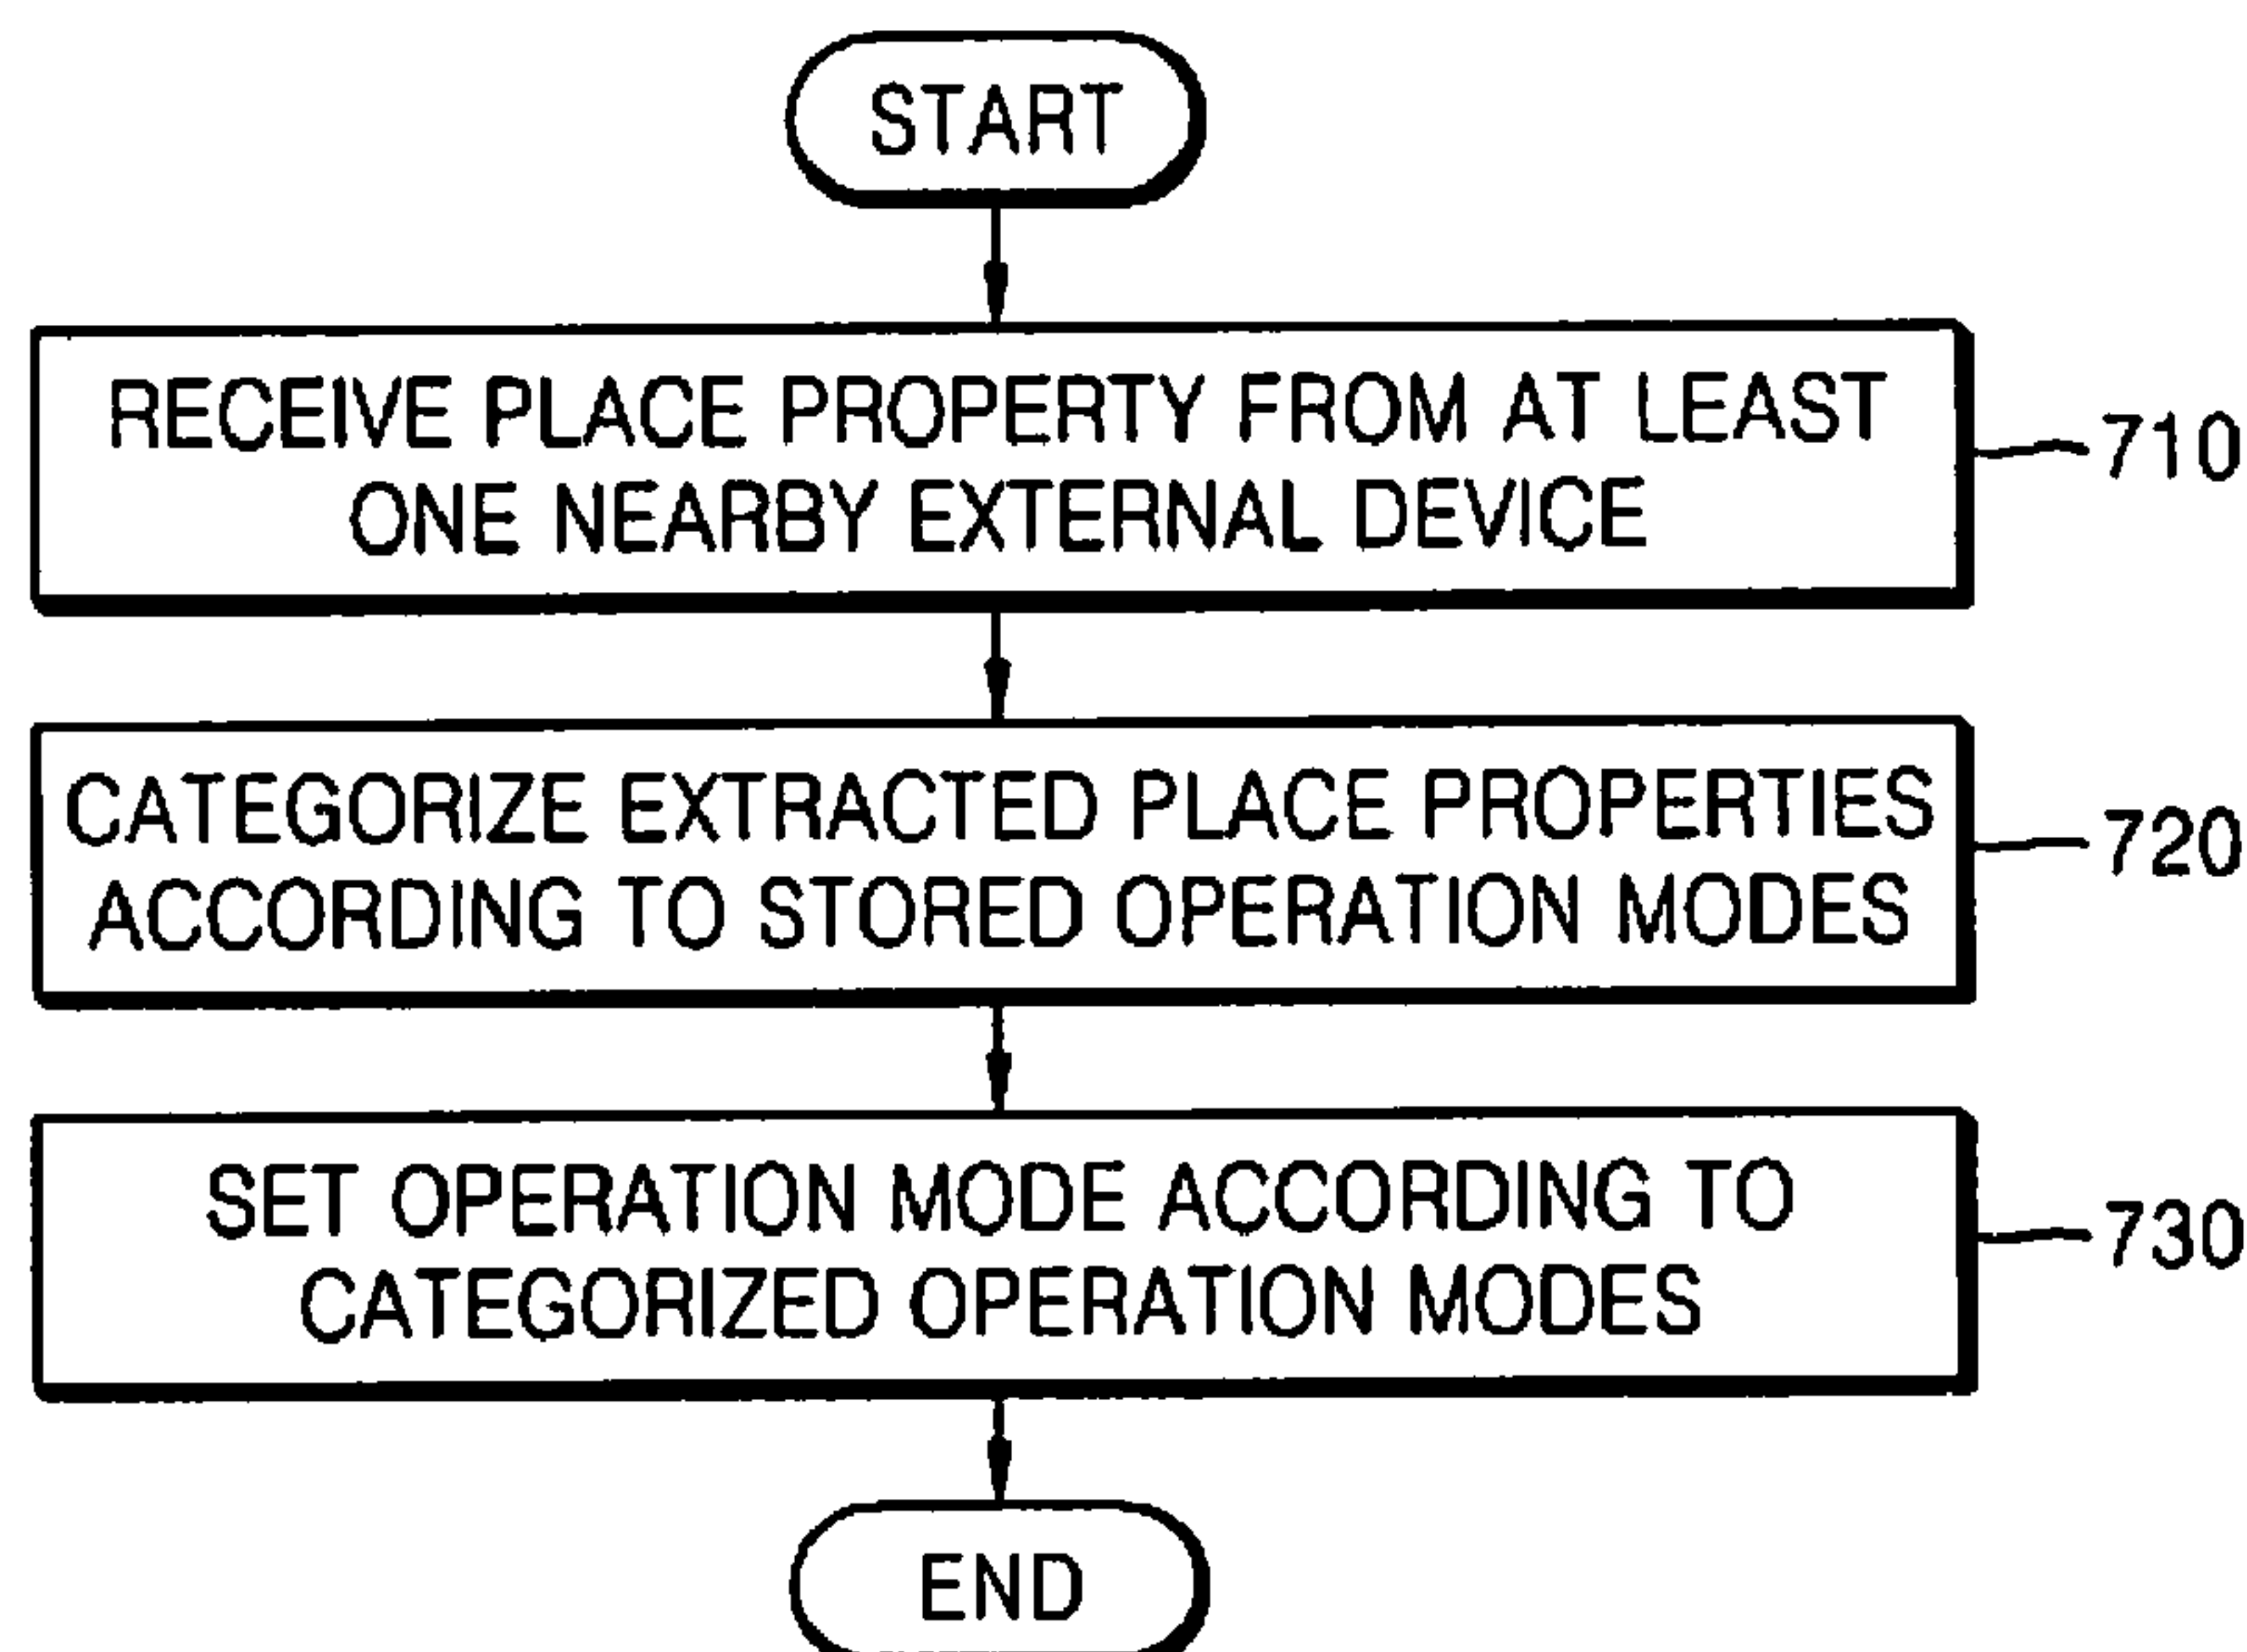 START
RECEIVE PLACE PROPERTY FROM AT LEAST
ONE NEARBY EXTERNAL DEVICE
710
CATEGORIZE EXTRACTED PLACE PROPERTIES
ACCORDING TO STORED OPERATION MODES
720
SET OPERATION MODE ACCORDING TO
CATEGORIZED OPERATION MODES
730
END